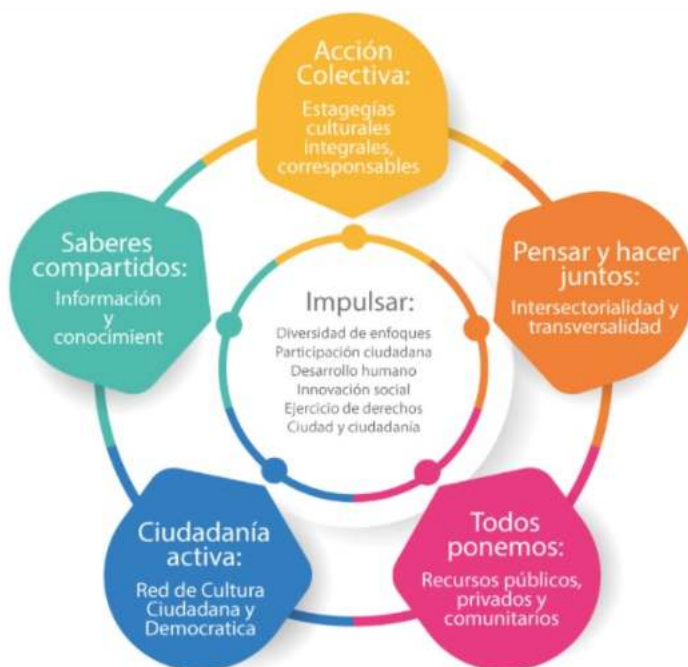 Acción
Colectiva:
Estagegías
culturales
integrales,
corresponsables
Saberes
compartidos:
Información
y
conocimient
Pensar y hacer
juntos:
Intersectorialidad y
transversalidad
Impulsar:
Diversidad de enfoques
Participación ciudadana
Desarrollo humano
Innovación social
Ejercicio de derechos
Ciudad y ciudadanía
Ciudadanía
activa:
Red de Cultura
Ciudadana y
Democratica
Todos
ponemos:
Recursos públicos,
privados y
comunitarios